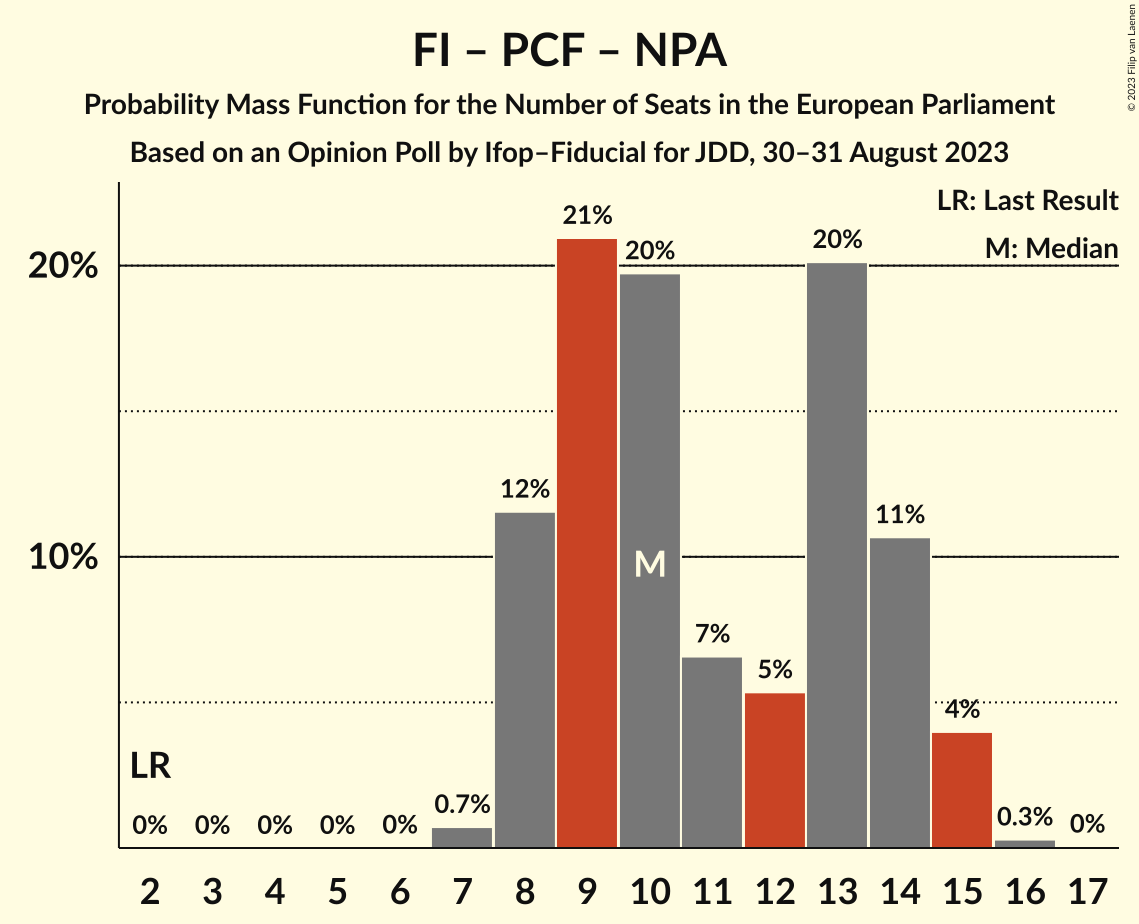 FI – PCF – NPA
Probability Mass Function for the Number of Seats in the European Parliament
Based on an Opinion Poll by Ifop–Fiducial for JDD, 30–31 August 2023
© 2023 Filip van Laenen
LR: Last Result
M: Median
20%
10%
LR
M
0%
0%
0%
0%
0%
0.7%
12%
21%
20%
7%
5%
20%
11%
4%
0.3%
0%
2 3 4 5 6 7 8 9 10 11 12 13 14 15 16 17